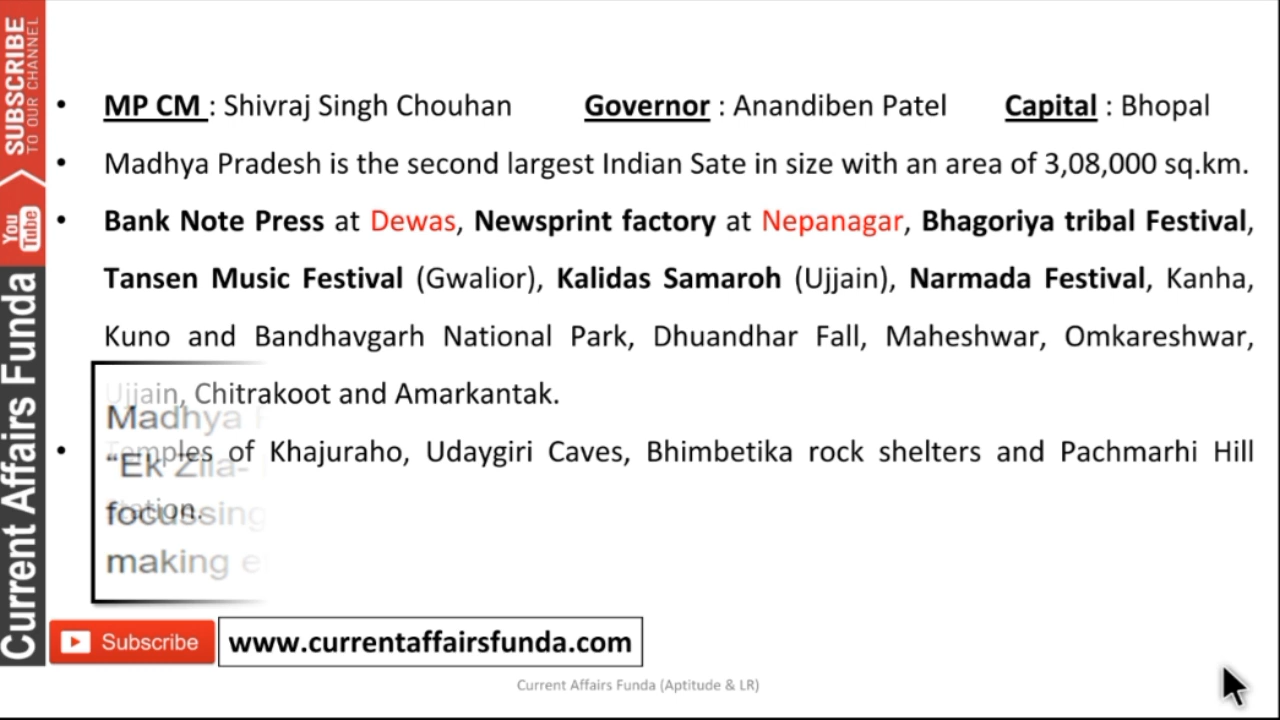 SUBSCRIBE
TO OUR CHANNEL
You Tube
Current Affairs Funda
• MP CM : Shivraj Singh Chouhan Governor : Anandiben Patel Capital : Bhopal
• Madhya Pradesh is the second largest Indian Sate in size with an area of 3,08,000 sq.km.
• Bank Note Press at Dewas, Newsprint factory at Nepanagar, Bhagoriya tribal Festival,
Tansen Music Festival (Gwalior), Kalidas Samaroh (Ujjain), Narmada Festival, Kanha,
Kuno and Bandhavgarh National Park, Dhuandhar Fall, Maheshwar, Omkareshwar,
Ujjain, Chitrakoot and Amarkantak.
Madhya
• Temples of Khajuraho, Udaygiri Caves, Bhimbetika rock shelters and Pachmarhi Hill
"Ek Zila-
Station.
focussing
making
Subscribe
www.currentaffairsfunda.com
Current Affairs Funda (Aptitude & LR)